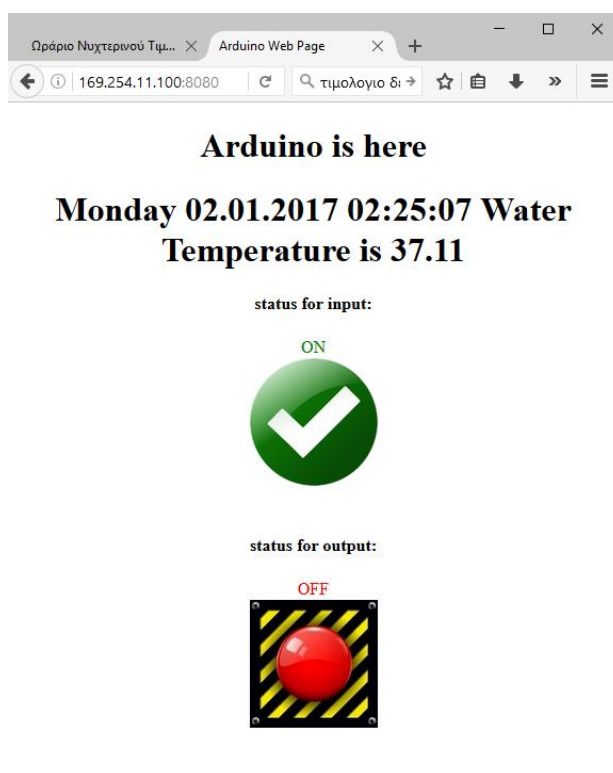 Ωράριο Νυχτερινού Τιμ...
Arduino Web Page
169.254.11.100:8080
τιμολογιο δι
Arduino is here
Monday 02.01.2017 02:25:07 Water
Temperature is 37.11
status for input:
ON
status for output:
OFF